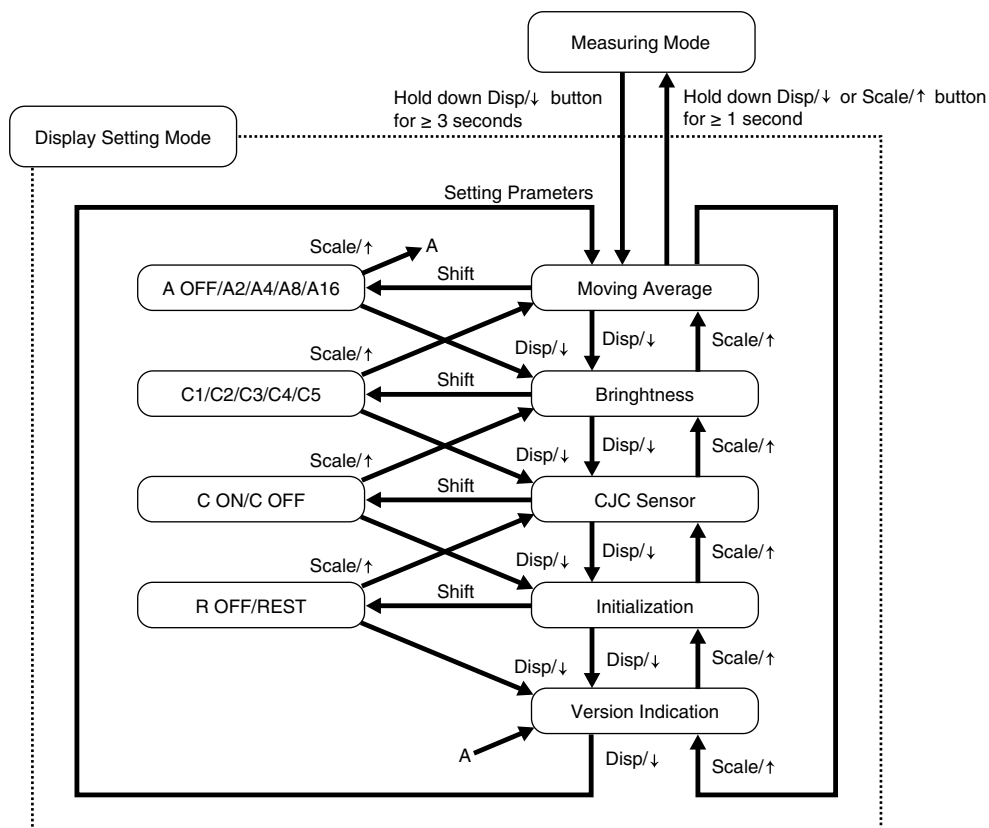 Measuring Mode
Hold down Disp/↓ button
for ≥ 3 seconds
Hold down Disp/↓ or Scale/↑ button
for ≥ 1 second
Display Setting Mode
Setting Prameters
Scale/↑
A
A OFF/A2/A4/A8/A16
Shift
Moving Average
Scale/↑
Disp/↓
Disp/↓
Scale/↑
C1/C2/C3/C4/C5
Shift
Bringhtness
Scale/↑
Disp/↓
Disp/↓
Scale/↑
C ON/C OFF
Shift
CJC Sensor
Scale/↑
Disp/↓
Disp/↓
Scale/↑
R OFF/REST
Shift
Initialization
Disp/↓
Disp/↓
Scale/↑
Version Indication
A
Disp/↓
Scale/↑